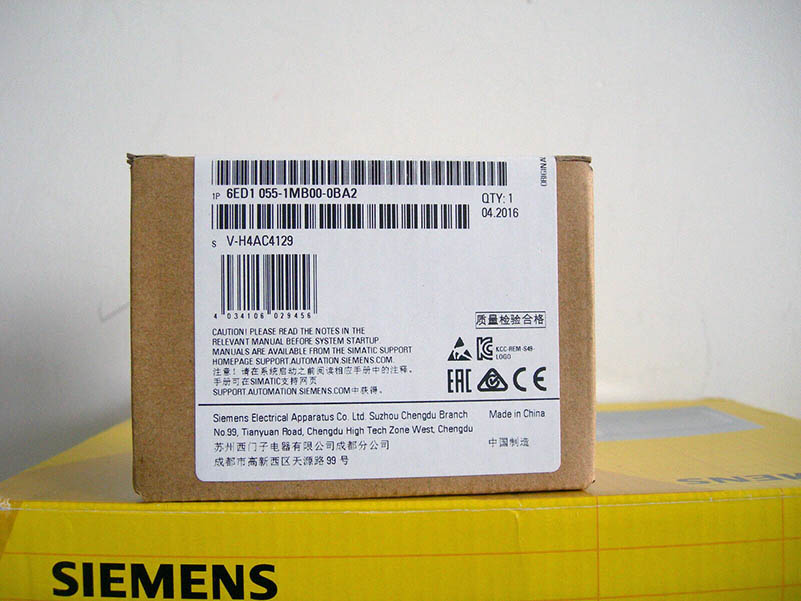 1P 6ED1 055-1MB00-0BA2
QTY: 1
04.2016
S V-H4AC4129
4 034106 029456
CAUTION! PLEASE READ THE NOTES IN THE
RELEVANT MANUAL BEFORE SYSTEM STARTUP
MANUALS ARE AVAILABLE FROM THE SIMATIC SUPPORT
HOMEPAGE SUPPORT.AUTOMATION.SIEMENS.COM
注意！请在系统启动之前阅读相应手册中的注释。
手册可在SIMATIC支持网页
SUPPORT.AUTOMATION.SIEMENS.COM中获得。
质量检验合格
KCC-REM-S49-
LOGO
EAC CE
Siemens Electrical Apparatus Co. Ltd. Suzhou Chengdu Branch
No.99, Tianyuan Road, Chengdu High Tech Zone West, Chengdu
苏州西门子电器有限公司成都分公司
成都市高新西区天源路99号
Made in China
中国制造
SIEMENS
SIEMENS